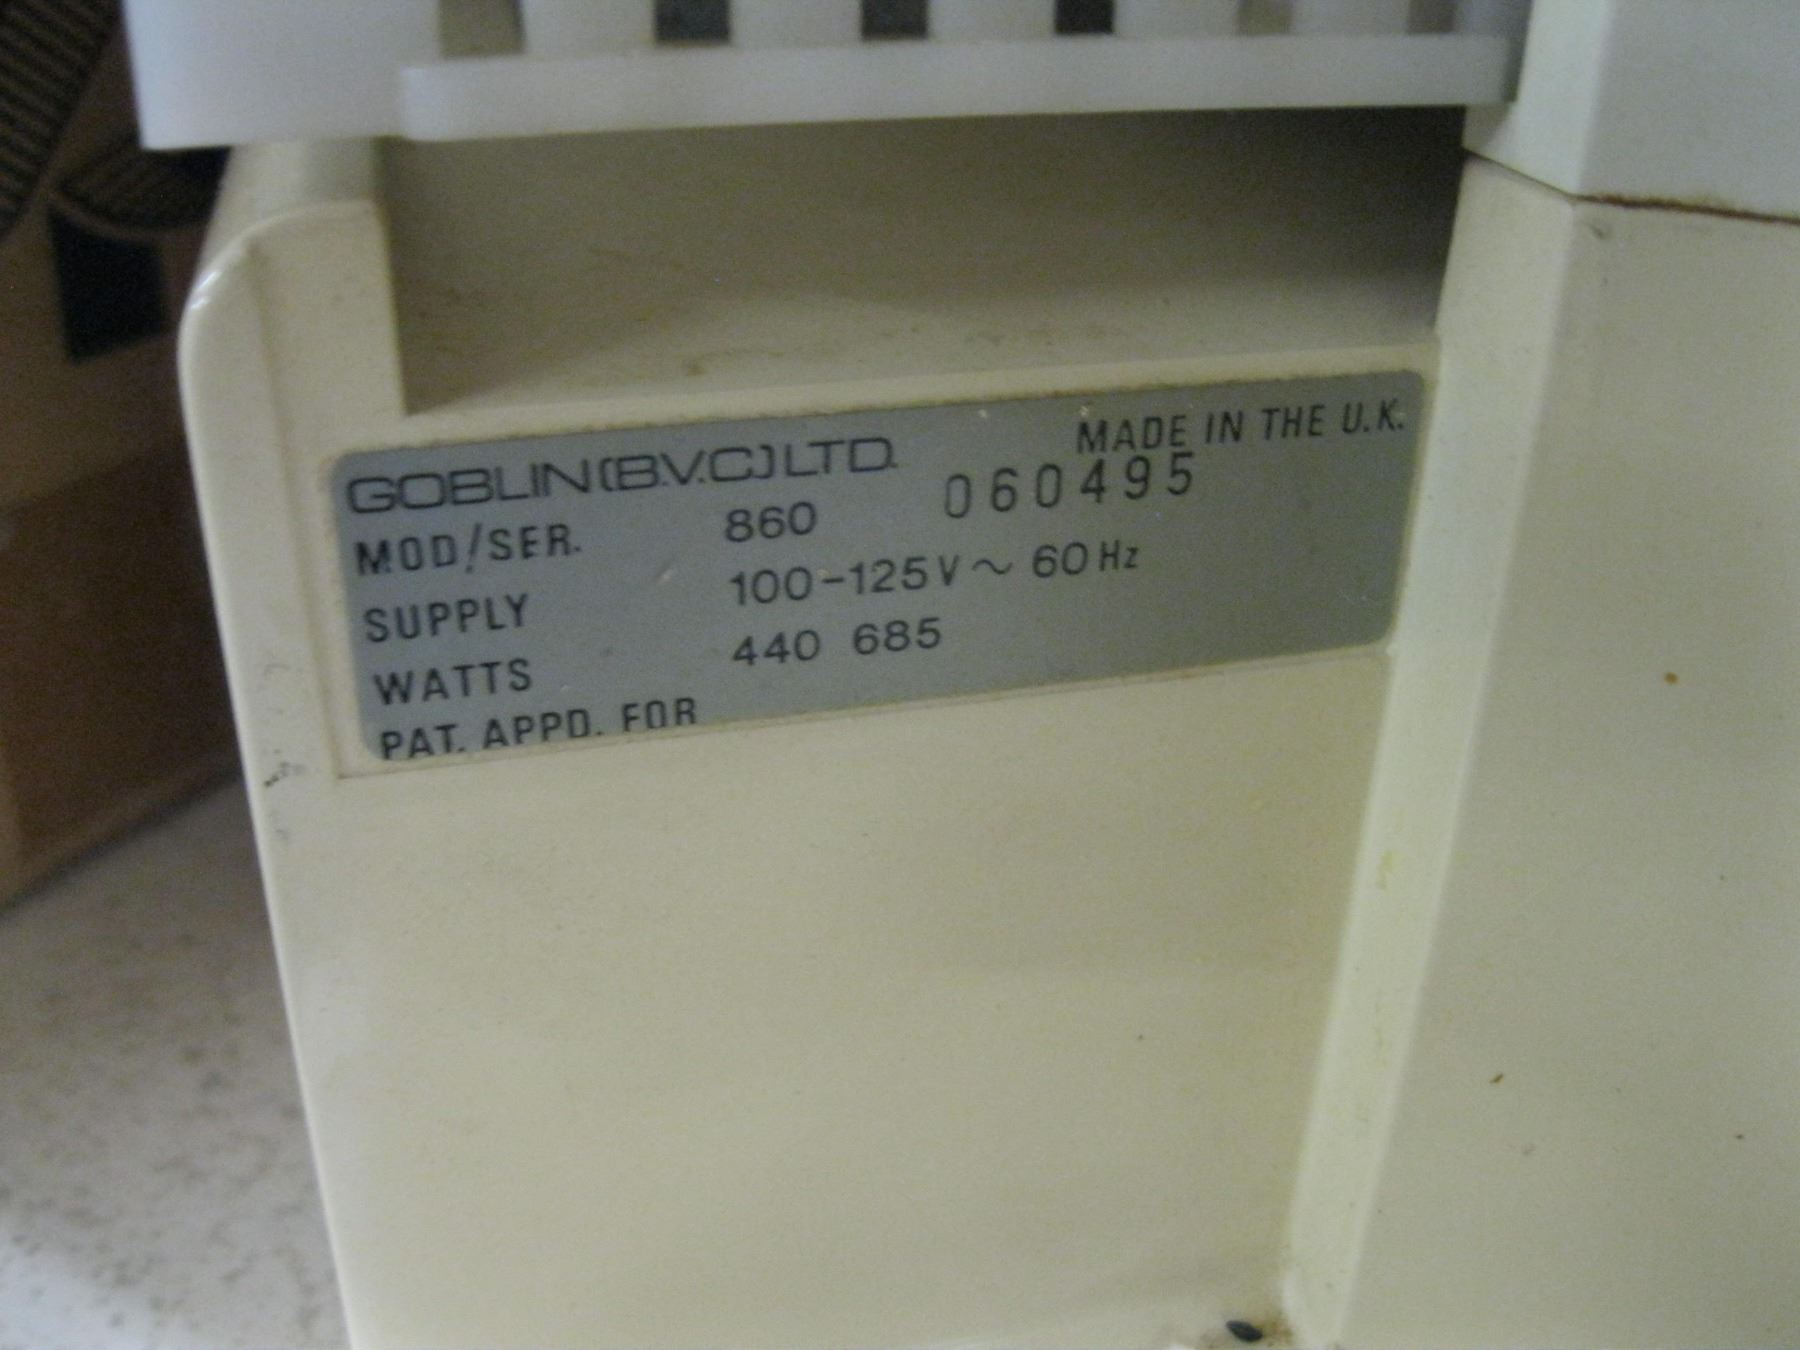 GOBLIN (B.V.C) LTD. MADE IN THE U.K.
MOD/SER. 860 060495
SUPPLY 100-125V~ 60Hz
WATTS 440 685
PAT. APPD. FOR